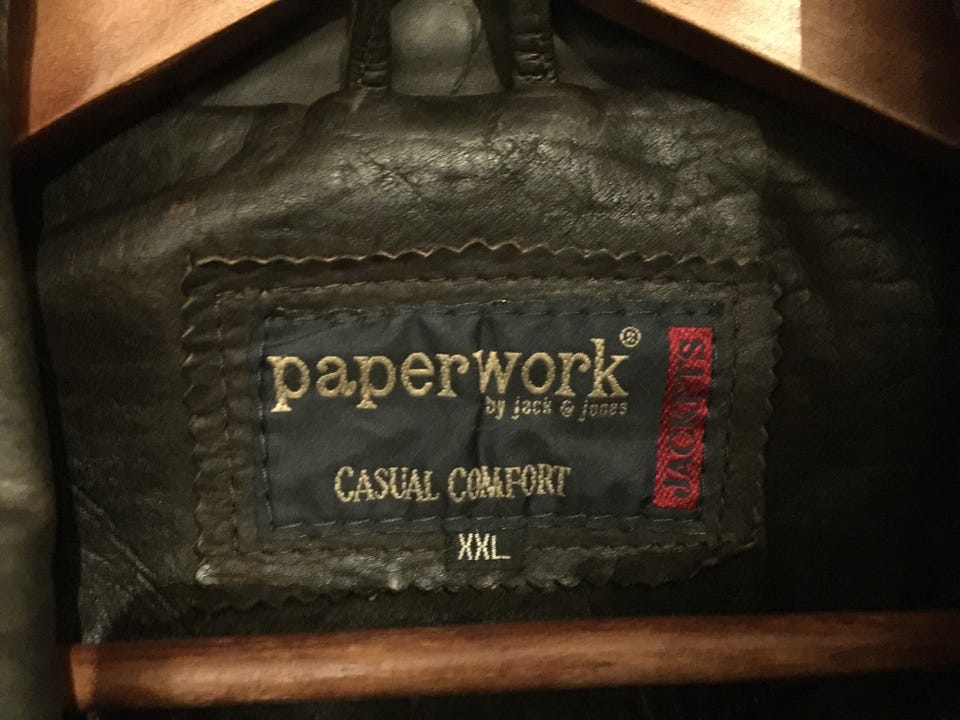 paperwork®
by jack & jones
JACKETS
CASUAL COMFORT
XXL